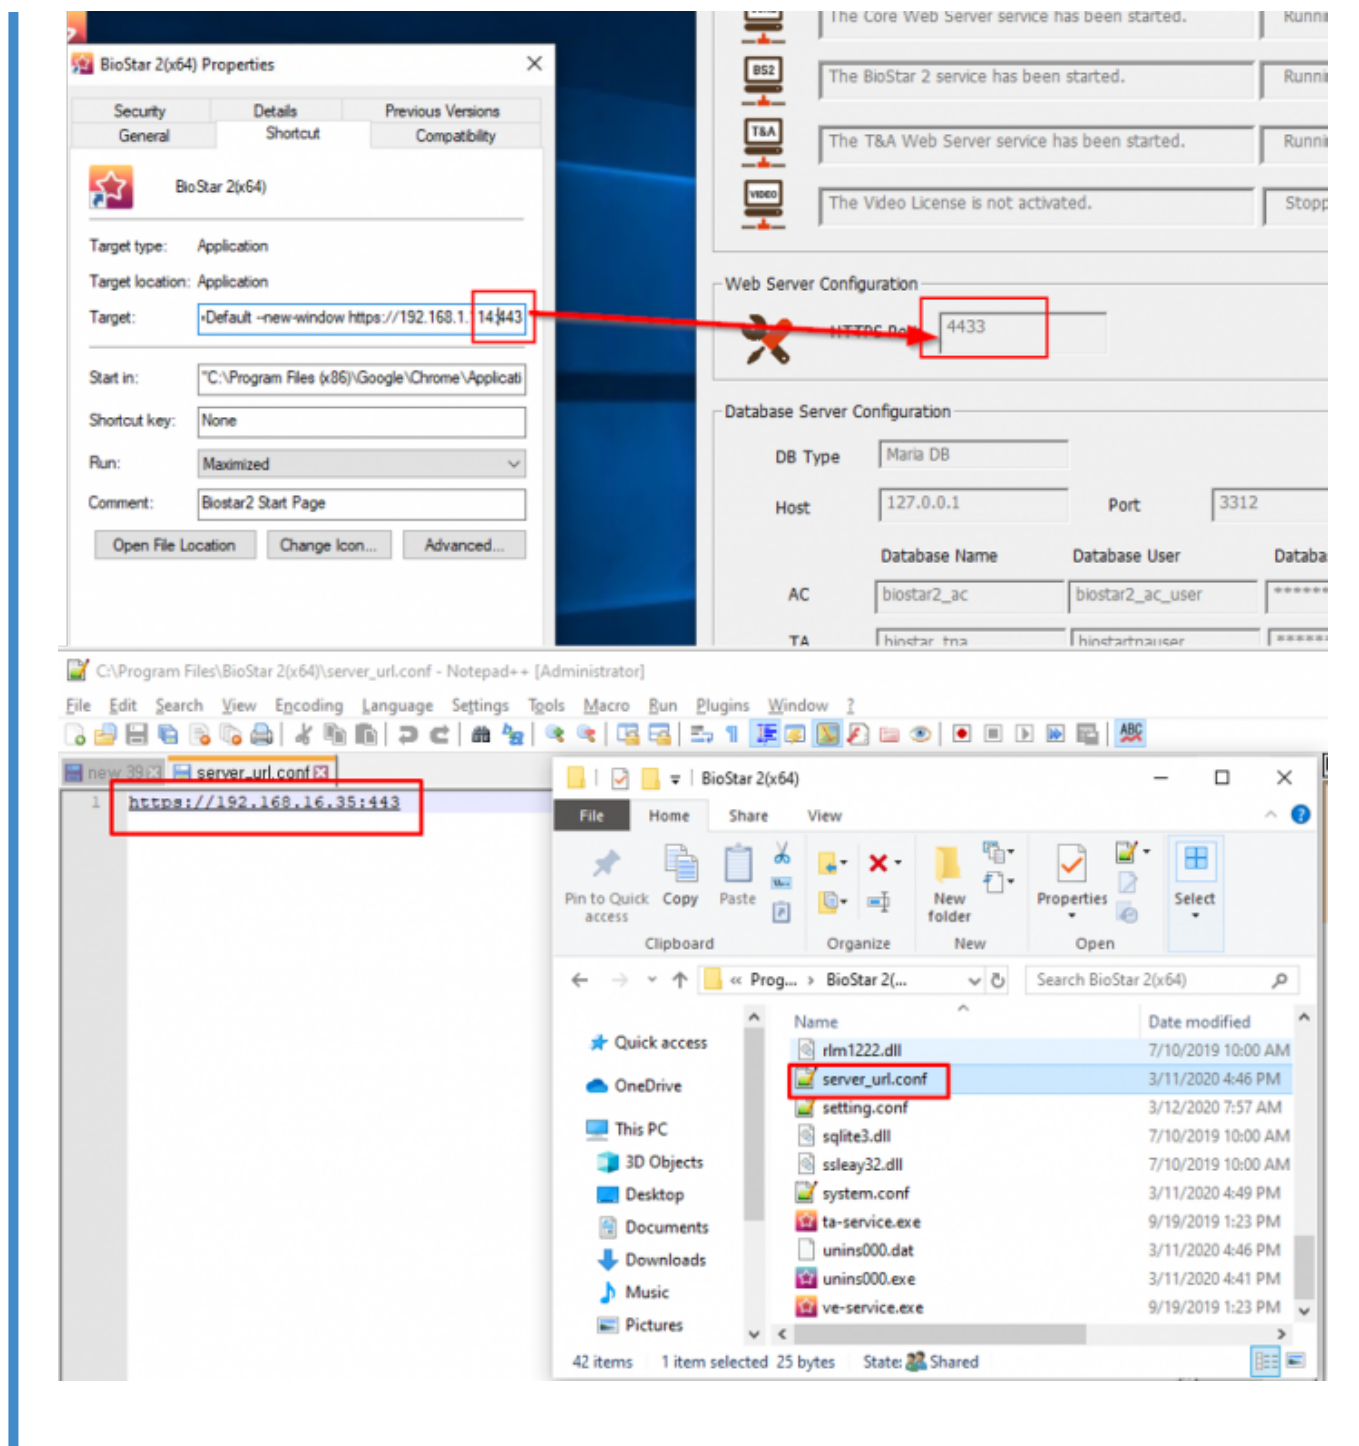 The Core Web Server service has been started.
BioStar 2(x64) Properties
Security Details Previous Versions
General Shortcut Compatibility
BioStar 2(x64)
Target type: Application
Target location: Application
Target: Default --new-window https://192.168.1. 14:443
Start in: "C:\Program Files (x86)\Google\Chrome\Applicati
Shortcut key: None
Run: Maximized
Comment: Biostar2 Start Page
Open File Location Change Icon... Advanced...
BS2 The BioStar 2 service has been started.
T&A The T&A Web Server service has been started.
VIDEO The Video License is not activated.
Web Server Configuration
4433
Database Server Configuration
DB Type Maria DB
Host 127.0.0.1 Port 3312
Database Name Database User Databa
AC biostar2_ac biostar2_ac_user ******
TA biostar_tna biostartnauser ******
C:\Program Files\BioStar 2(x64)\server_url.conf - Notepad++ [Administrator]
File Edit Search View Encoding Language Settings Tools Macro Run Plugins Window ?
ABC
new 39 server_url.conf
1 https://192.168.16.35:443
BioStar 2(x64)
File Home Share View
Pin to Quick access Copy Paste New folder Properties Select
Clipboard Organize New Open
« Prog... › BioStar 2(... Search BioStar 2(x64)
Quick access
OneDrive
This PC
3D Objects
Desktop
Documents
Downloads
Music
Pictures
Name Date modified
rlm1222.dll 7/10/2019 10:00 AM
server_url.conf 3/11/2020 4:46 PM
setting.conf 3/12/2020 7:57 AM
sqlite3.dll 7/10/2019 10:00 AM
ssleay32.dll 7/10/2019 10:00 AM
system.conf 3/11/2020 4:49 PM
ta-service.exe 9/19/2019 1:23 PM
unins000.dat 3/11/2020 4:46 PM
unins000.exe 3/11/2020 4:41 PM
ve-service.exe 9/19/2019 1:23 PM
42 items 1 item selected 25 bytes State: Shared